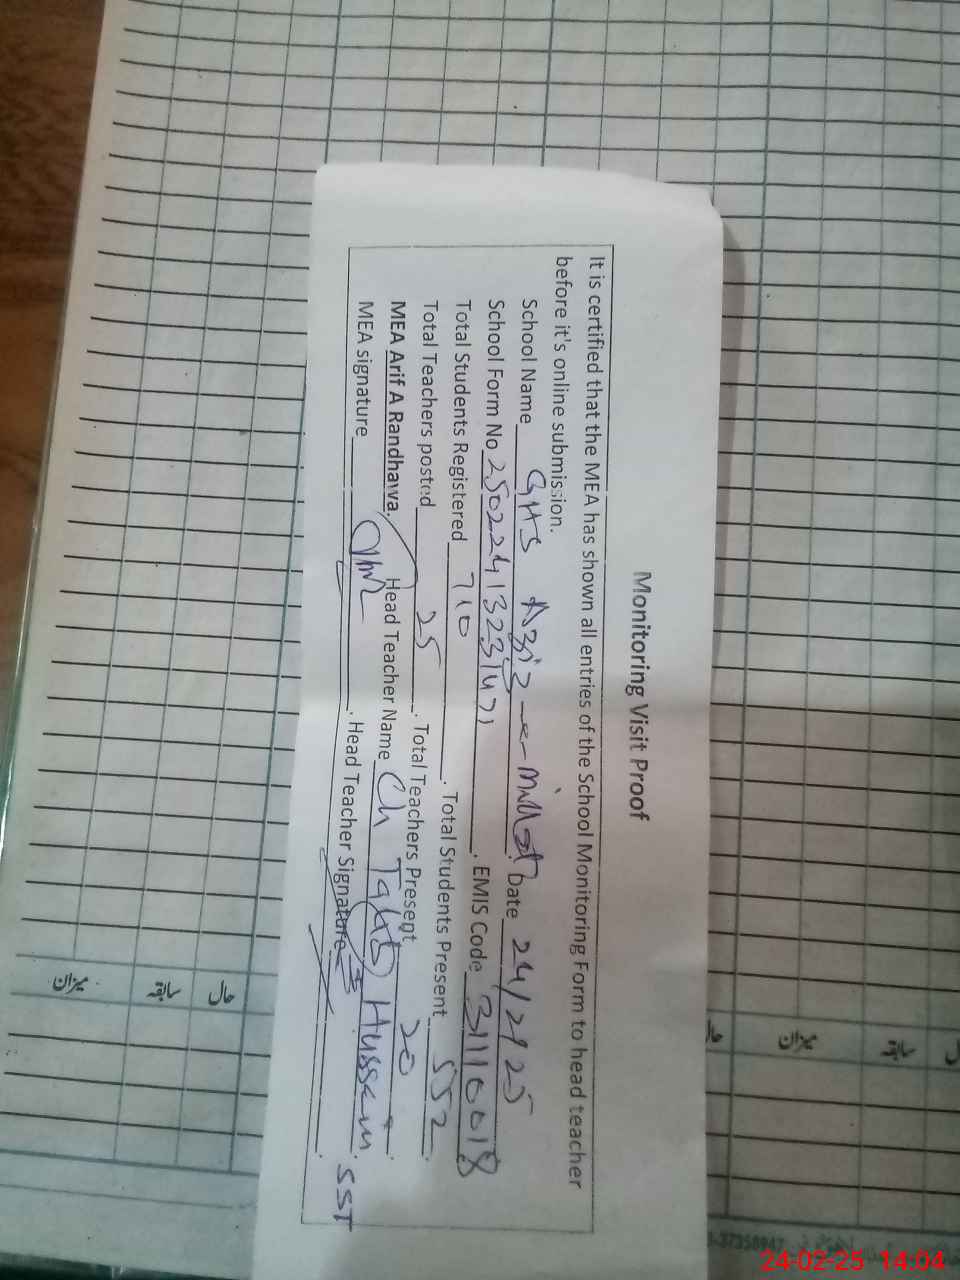 Monitoring Visit Proof
It is certified that the MEA has shown all entries of the School Monitoring Form to head teacher
before it's online submission.
School Name GHS Aziz-e-Millat Date 24/2/25
School Form No 2502241323147 . EMIS Code 31110018
Total Students Registered 710 . Total Students Present 552 .
Total Teachers posted 25 . Total Teachers Present 20 .
MEA Arif A Randhawa. Head Teacher Name Ch Talib Hussain . SST
MEA signature . Head Teacher Signature .
میزان سابقہ حال
میزان سابقہ
37358947
24-02-25 14:04